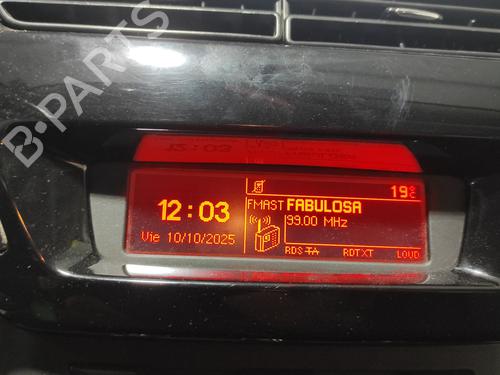 B-PARTS
19°C
FMAST FABULOSA
12:03
99.00 MHz
Vie 10/10/2025
RDS TA RDTXT LOUD